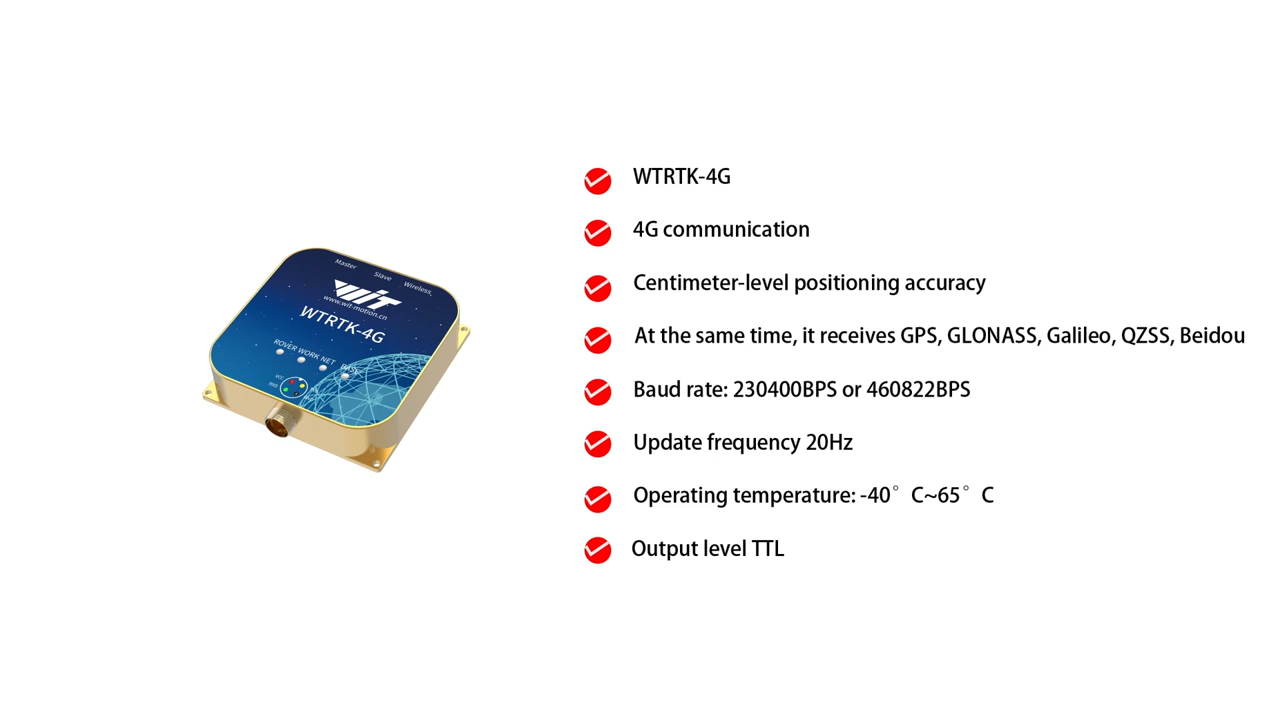 Master Slave Wireless
WIT
www.wit-motion.cn
WTRTK-4G
ROVER WORK NET BASE
VCC
WTRTK-4G
4G communication
Centimeter-level positioning accuracy
At the same time, it receives GPS, GLONASS, Galileo, QZSS, Beidou
Baud rate: 230400BPS or 460822BPS
Update frequency 20Hz
Operating temperature: -40°C~65°C
Output level TTL